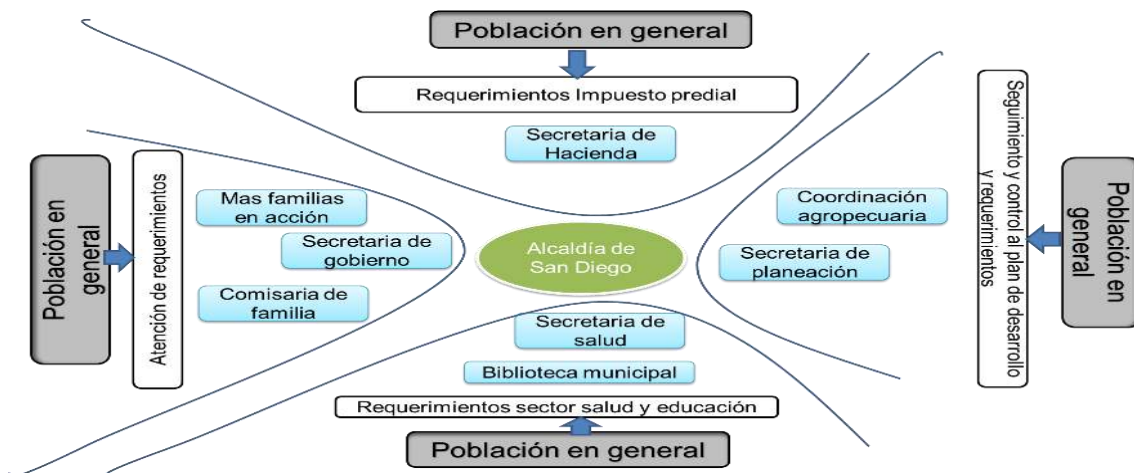 Población en general
Requerimientos Impuesto predial
Secretaria de
Hacienda
Población en
general
Atención de requerimientos
Mas familias
en acción
Secretaria de
gobierno
Comisaria de
familia
Alcaldía de
San Diego
Coordinación
agropecuaria
Secretaria de
planeación
Seguimiento y control al plan de desarrollo
y requerimientos
Población en
general
Secretaria de
salud
Biblioteca municipal
Requerimientos sector salud y educación
Población en general